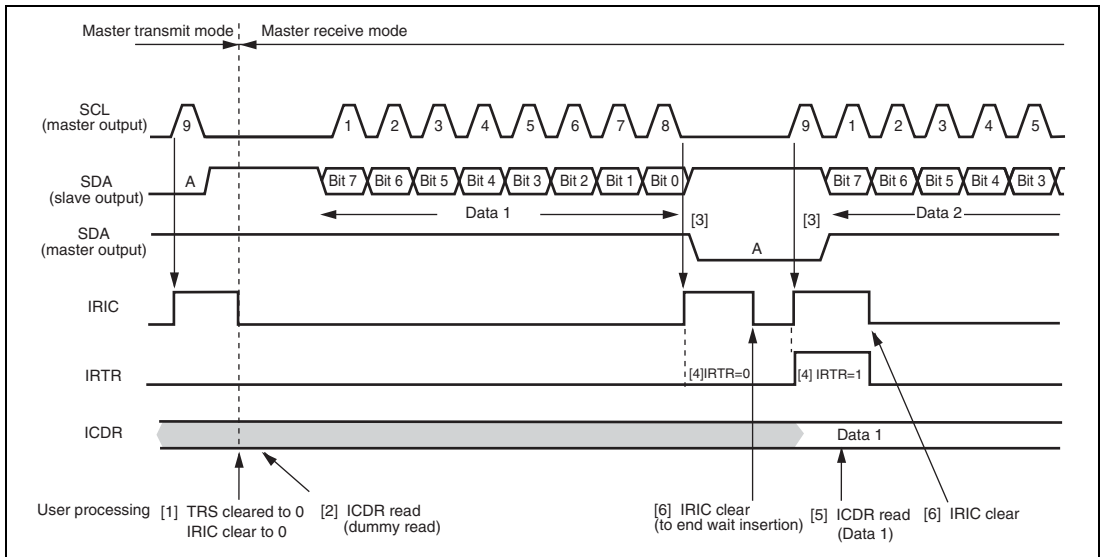 Master transmit mode Master receive mode
SCL
(master output)
9 1 2 3 4 5 6 7 8 9 1 2 3 4 5
SDA
(slave output)
A Bit 7 Bit 6 Bit 5 Bit 4 Bit 3 Bit 2 Bit 1 Bit 0 Bit 7 Bit 6 Bit 5 Bit 4 Bit 3
Data 1 [3] [3] Data 2
SDA
(master output)
A
IRIC
IRTR
[4]IRTR=0 [4] IRTR=1
ICDR
Data 1
User processing [1] TRS cleared to 0
IRIC clear to 0
[2] ICDR read
(dummy read)
[6] IRIC clear
(to end wait insertion)
[5] ICDR read
(Data 1)
[6] IRIC clear